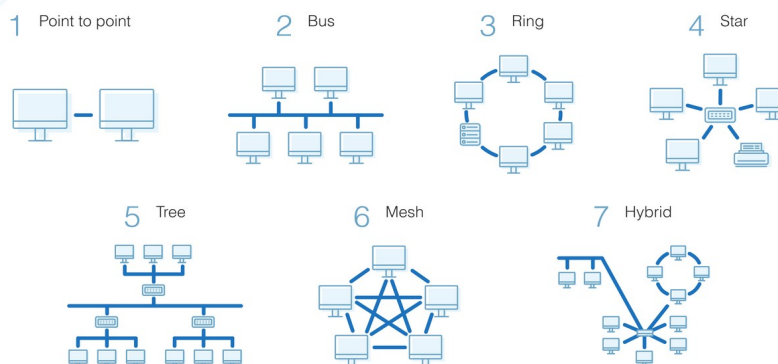 1 Point to point
2 Bus
3 Ring
4 Star
5 Tree
6 Mesh
7 Hybrid